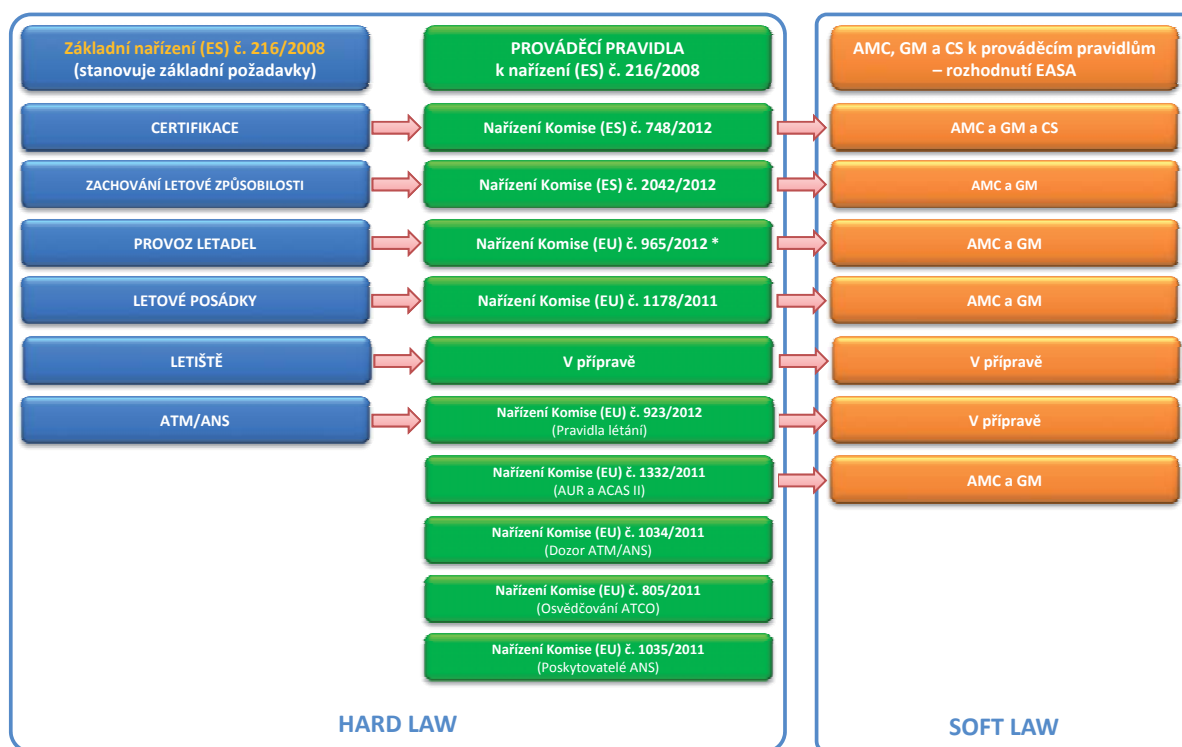 Základní nařízení (ES) č. 216/2008
(stanovuje základní požadavky)
PROVÁDĚCÍ PRAVIDLA
k nařízení (ES) č. 216/2008
AMC, GM a CS k prováděcím pravidlům
– rozhodnutí EASA
CERTIFIKACE
Nařízení Komise (ES) č. 748/2012
AMC a GM a CS
ZACHOVÁNÍ LETOVÉ ZPŮSOBILOSTI
Nařízení Komise (ES) č. 2042/2012
AMC a GM
PROVOZ LETADEL
Nařízení Komise (EU) č. 965/2012 *
AMC a GM
LETOVÉ POSÁDKY
Nařízení Komise (EU) č. 1178/2011
AMC a GM
LETIŠTĚ
V přípravě
V přípravě
ATM/ANS
Nařízení Komise (EU) č. 923/2012
(Pravidla létání)
V přípravě
Nařízení Komise (EU) č. 1332/2011
(AUR a ACAS II)
AMC a GM
Nařízení Komise (EU) č. 1034/2011
(Dozor ATM/ANS)
Nařízení Komise (EU) č. 805/2011
(Osvědčování ATCO)
Nařízení Komise (EU) č. 1035/2011
(Poskytovatelé ANS)
HARD LAW
SOFT LAW